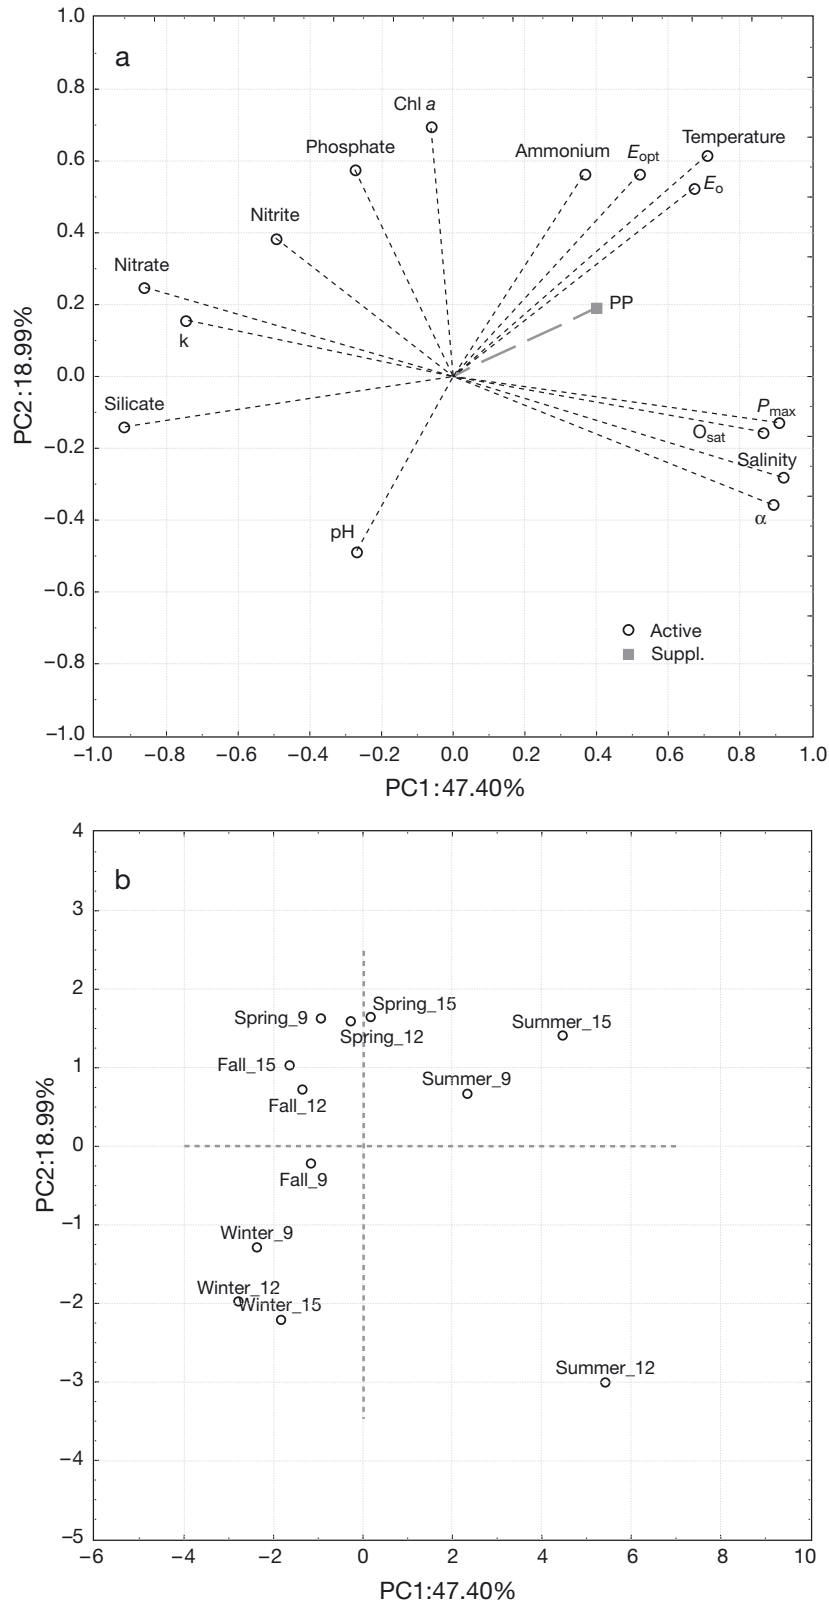 1.0
a
Chl a
0.8
Phosphate
Ammonium
Eopt
Temperature
0.6
Eo
Nitrite
0.4
Nitrate
PP
0.2
k
PC2:18.99%
0.0
Silicate
Pmax
Osat
−0.2
Salinity
α
−0.4
pH
−0.6
Active
Suppl.
−0.8
−1.0
−1.0 −0.8 −0.6 −0.4 −0.2 0.0 0.2 0.4 0.6 0.8 1.0
PC1:47.40%
4
b
3
2
Spring_9
Spring_15
Spring_12
Summer_15
1
Fall_15
Fall_12
Summer_9
PC2:18.99%
0
Fall_9
−1
Winter_9
Winter_12
−2
Winter_15
Summer_12
−3
−4
−5
−6 −4 −2 0 2 4 6 8 10
PC1:47.40%